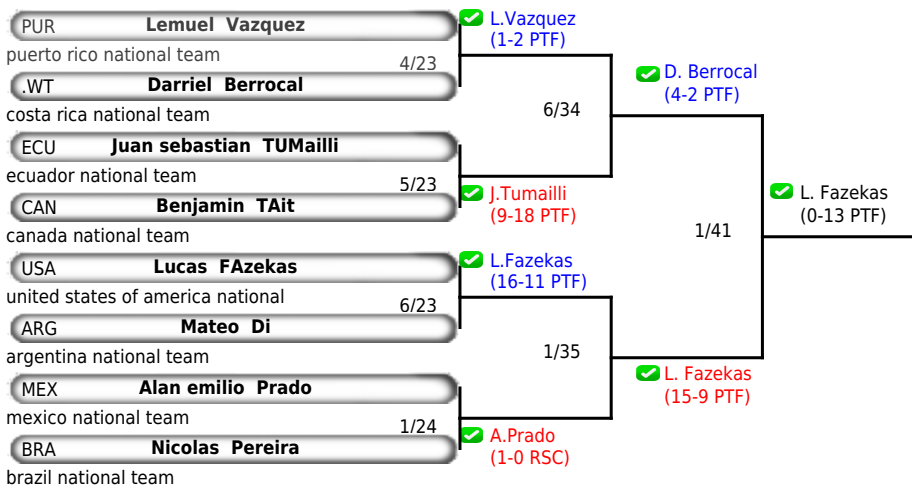 PUR Lemuel Vazquez
puerto rico national team
4/23
.WT Darriel Berrocal
costa rica national team
ECU Juan sebastian TUMailli
ecuador national team
5/23
CAN Benjamin TAit
canada national team
USA Lucas FAzekas
united states of america national
6/23
ARG Mateo Di
argentina national team
MEX Alan emilio Prado
mexico national team
1/24
BRA Nicolas Pereira
brazil national team
L.Vazquez
(1-2 PTF)
6/34
J.Tumailli
(9-18 PTF)
L.Fazekas
(16-11 PTF)
1/35
A.Prado
(1-0 RSC)
D. Berrocal
(4-2 PTF)
1/41
L. Fazekas
(15-9 PTF)
L. Fazekas
(0-13 PTF)